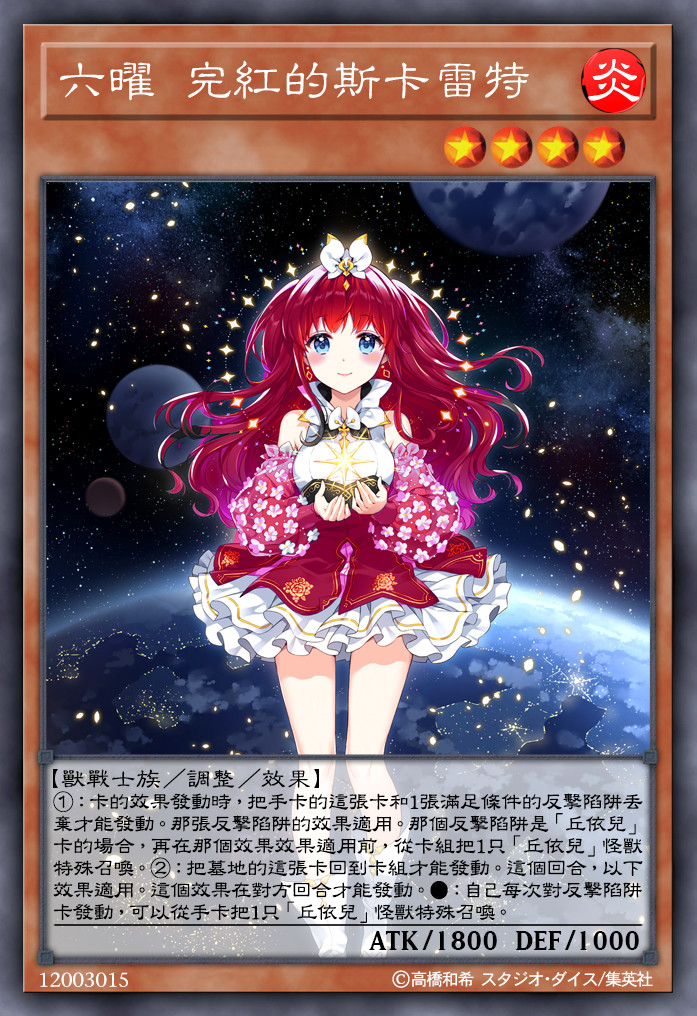 六曜 完紅的斯卡雷特
炎
【獸戰士族／調整／效果】
①：卡的效果發動時，把手卡的這張卡和1張滿足條件的反擊陷阱丟
棄才能發動。那張反擊陷阱的效果適用。那個反擊陷阱是「丘依兒」
卡的場合，再在那個效果效果適用前，從卡組把1只「丘依兒」怪獸
特殊召喚。②：把墓地的這張卡回到卡組才能發動。這個回合，以下
效果適用。這個效果在對方回合才能發動。●：自己每次對反擊陷阱
卡發動，可以從手卡把1只「丘依兒」怪獸特殊召喚。
ATK/1800 DEF/1000
12003015 ©高橋和希 スタジオ・ダイス/集英社